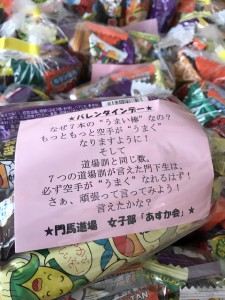 ★バレンタインデー★
なぜ7本の“うまい棒”なの？
もっともっと空手が“うまく”
なりますように！
そして
道場訓と同じ数。
7つの道場訓が言えた門下生は、
必ず空手が“うまく”なれるはず！
さぁ、頑張って言ってみよう！
言えたかな？
★門馬道場 女子部「あすか会」